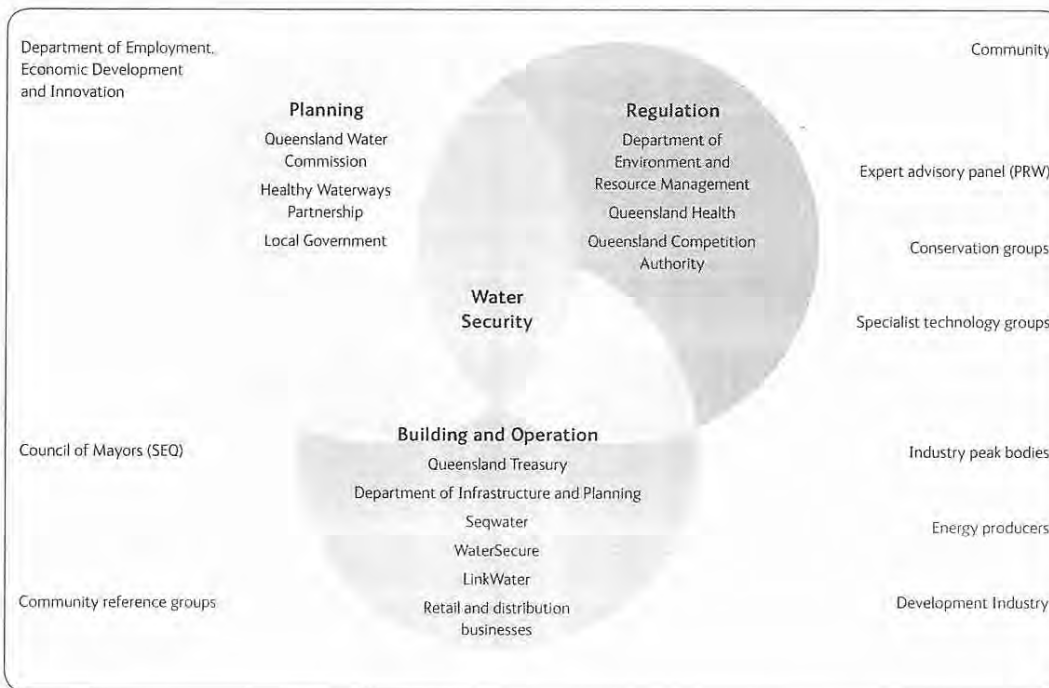 Department of Employment,
Economic Development
and Innovation
Community
Planning
Queensland Water
Commission
Healthy Waterways
Partnership
Local Government
Regulation
Department of
Environment and
Resource Management
Queensland Health
Queensland Competition
Authority
Expert advisory panel (PRW)
Conservation groups
Specialist technology groups
Water
Security
Council of Mayors (SEQ)
Building and Operation
Queensland Treasury
Department of Infrastructure and Planning
Seqwater
WaterSecure
LinkWater
Retail and distribution
businesses
Industry peak bodies
Energy producers
Community reference groups
Development Industry